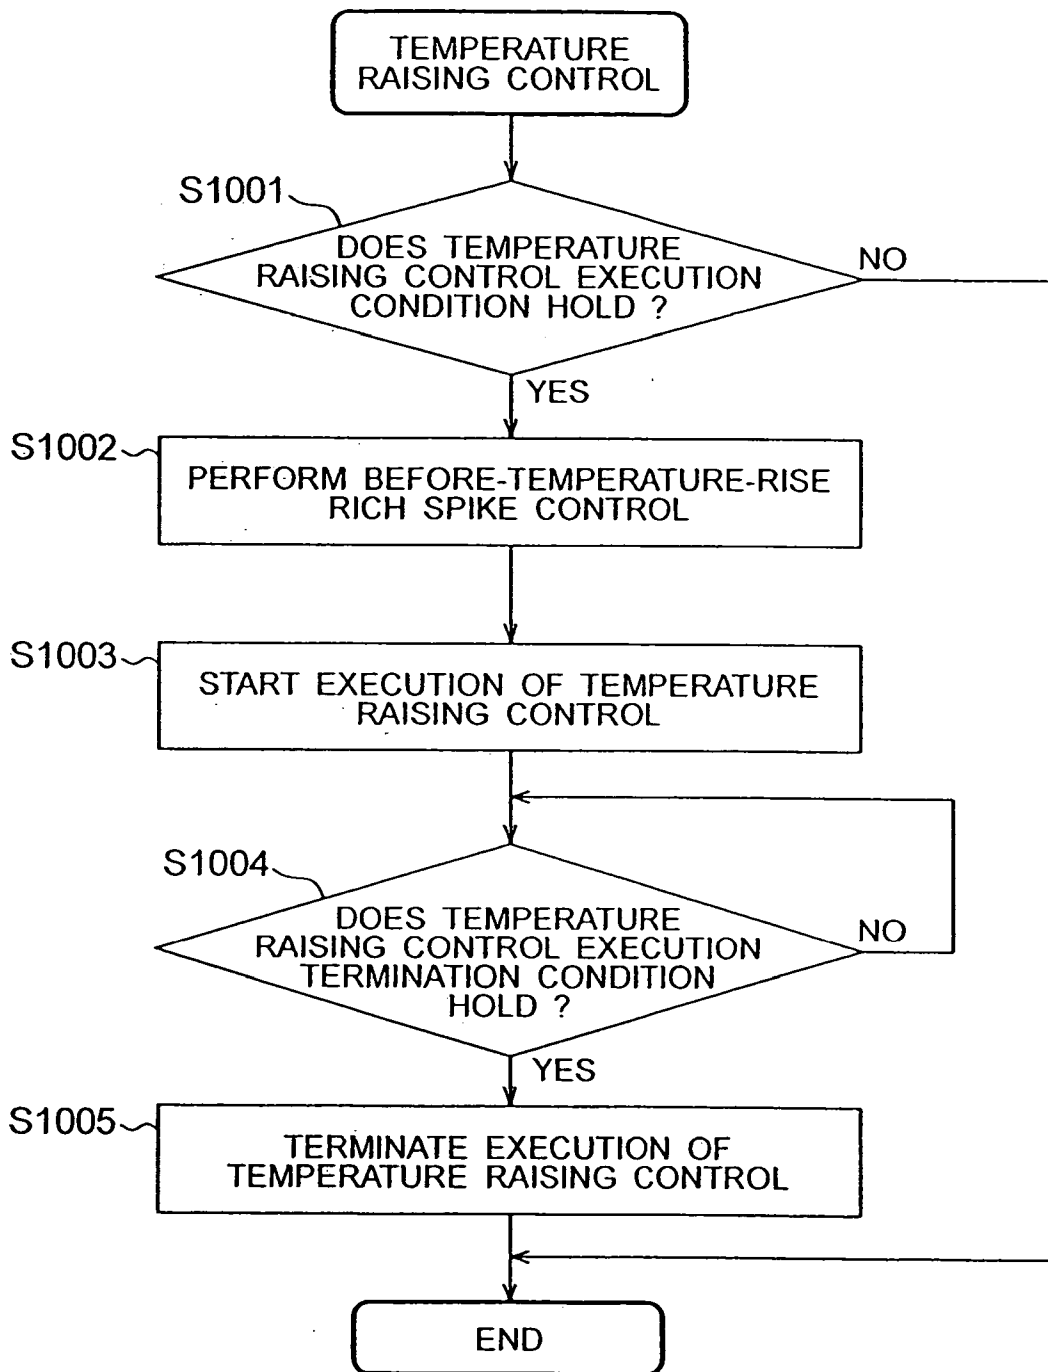 TEMPERATURE
RAISING CONTROL
S1001
DOES TEMPERATURE
RAISING CONTROL EXECUTION
CONDITION HOLD ?
NO
YES
S1002
PERFORM BEFORE-TEMPERATURE-RISE
RICH SPIKE CONTROL
S1003
START EXECUTION OF TEMPERATURE
RAISING CONTROL
S1004
DOES TEMPERATURE
RAISING CONTROL EXECUTION
TERMINATION CONDITION
HOLD ?
NO
YES
S1005
TERMINATE EXECUTION OF
TEMPERATURE RAISING CONTROL
END